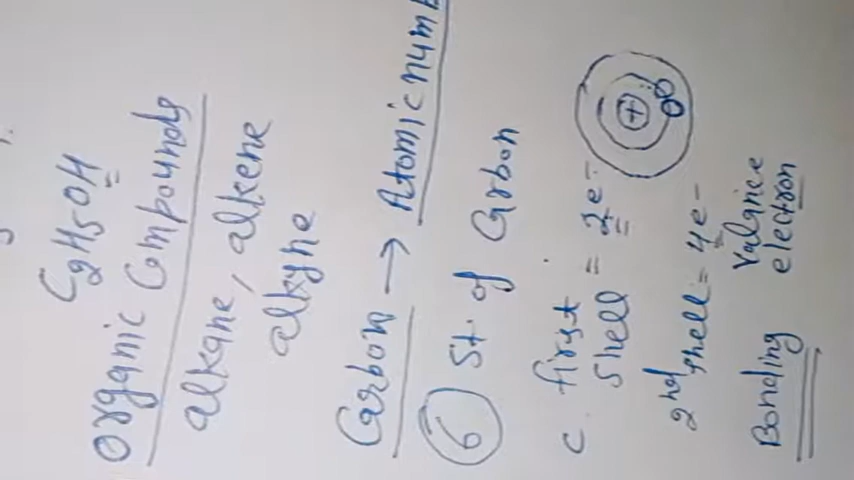 C2H5OH
organic Compounds
alkane, alkene
alkyne
Carbon → Atomic numb
6 St. of Carbon
C. first shell = 2e-
2nd shell = 4e-
valance electron
Bonding
+